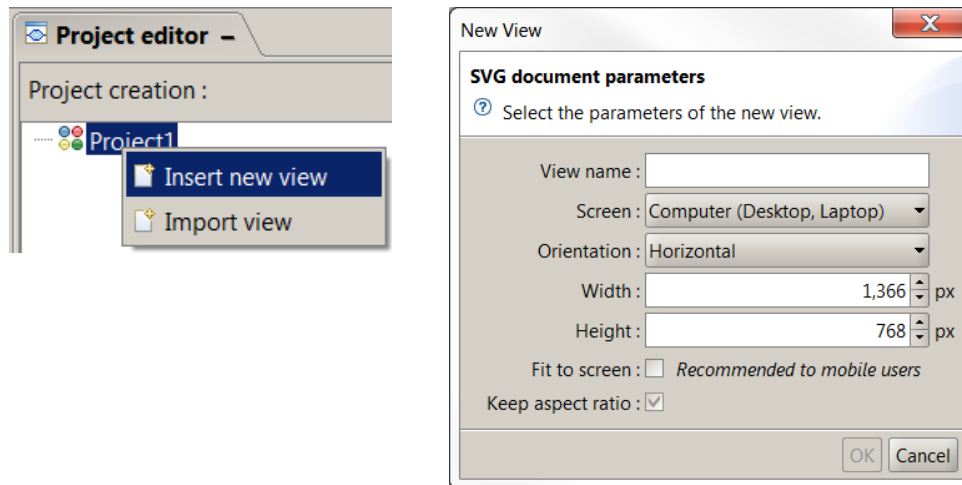 Project editor
Project creation :
Project1
Insert new view
Import view
New View
X
SVG document parameters
? Select the parameters of the new view.
View name :
Screen : Computer (Desktop, Laptop)
Orientation : Horizontal
Width : 1,366 px
Height : 768 px
Fit to screen : Recommended to mobile users
Keep aspect ratio :
OK Cancel